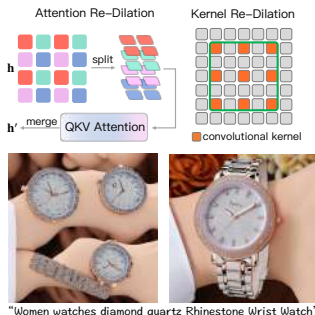 Attention Re-Dilation
Kernel Re-Dilation
h
split
h′
merge
QKV Attention
convolutional kernel
"Women watches diamond quartz Rhinestone Wrist Watch"